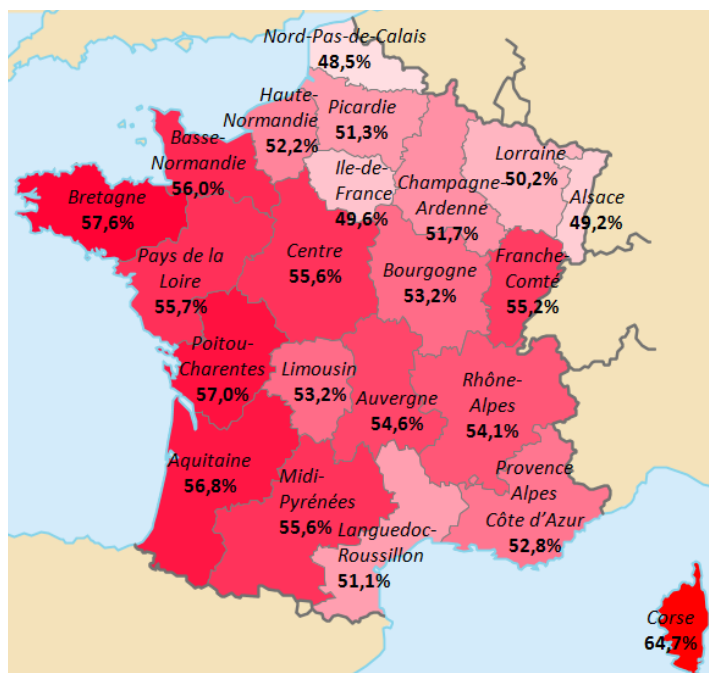 Nord-Pas-de-Calais
48,5%
Haute-
Normandie
52,2%
Picardie
51,3%
Basse-
Normandie
56,0%
Ile-de-
France
49,6%
Champagne-
Ardenne
51,7%
Lorraine
50,2%
Alsace
49,2%
Bretagne
57,6%
Pays de la
Loire
55,7%
Centre
55,6%
Bourgogne
53,2%
Franche-
Comté
55,2%
Poitou-
Charentes
57,0%
Limousin
53,2%
Auvergne
54,6%
Rhône-
Alpes
54,1%
Aquitaine
56,8%
Midi-
Pyrénées
55,6%
Languedoc-
Roussillon
51,1%
Provence
Alpes
Côte d’Azur
52,8%
Corse
64,7%